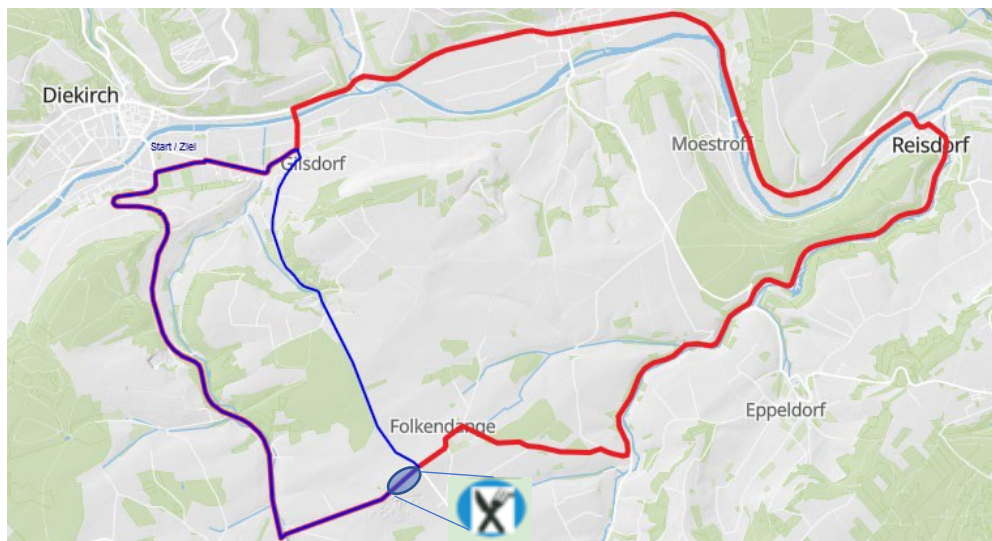 Diekirch
Start / Ziel
Gilsdorf
Moestroff
Reisdorf
Eppeldorf
Folkendange